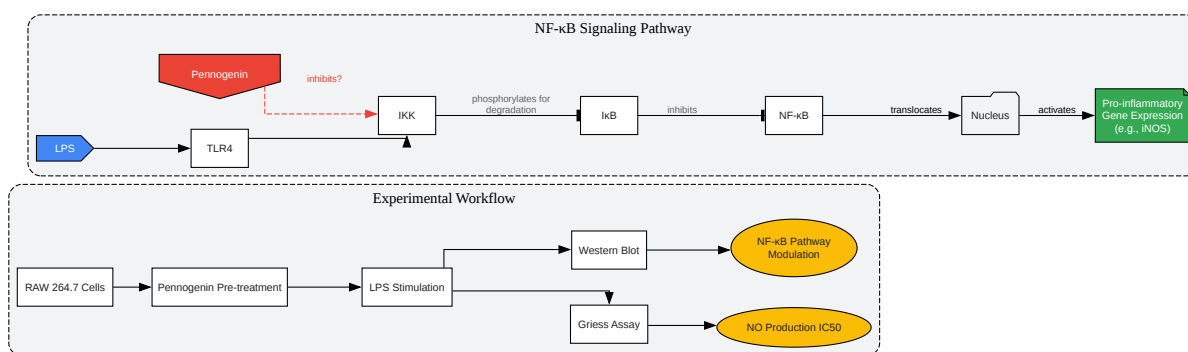 NF-κB Signaling Pathway
Pennogenin
inhibits?
LPS
TLR4
IKK
phosphorylates for
degradation
IκB
inhibits
NF-κB
translocates
Nucleus
activates
Pro-inflammatory
Gene Expression
(e.g., iNOS)
Experimental Workflow
RAW 264.7 Cells
Pennogenin Pre-treatment
LPS Stimulation
Western Blot
NF-κB Pathway
Modulation
Griess Assay
NO Production IC50